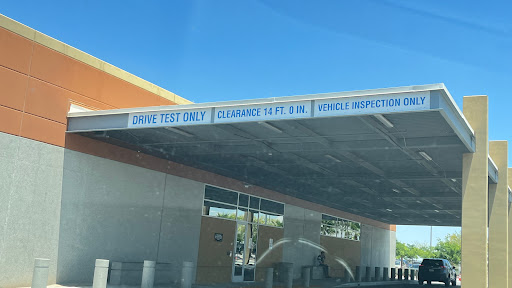 DRIVE TEST ONLY
CLEARANCE 14 FT. 0 IN.
VEHICLE INSPECTION ONLY